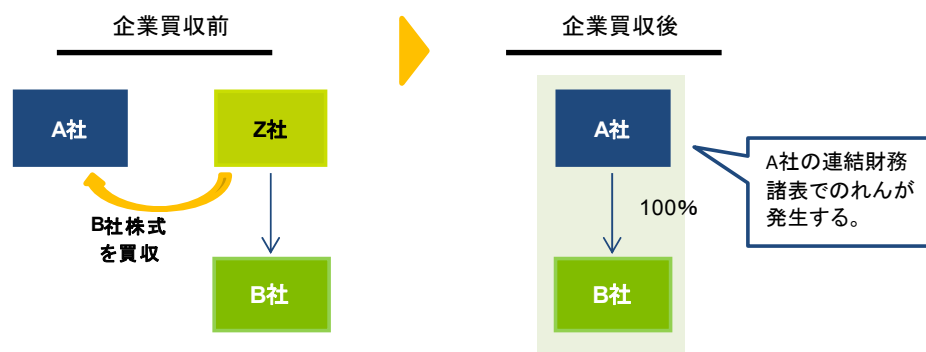 企業買収前
企業買収後
A社
Z社
B社株式
を買収
B社
A社
100%
B社
A社の連結財務
諸表でのれんが
発生する。